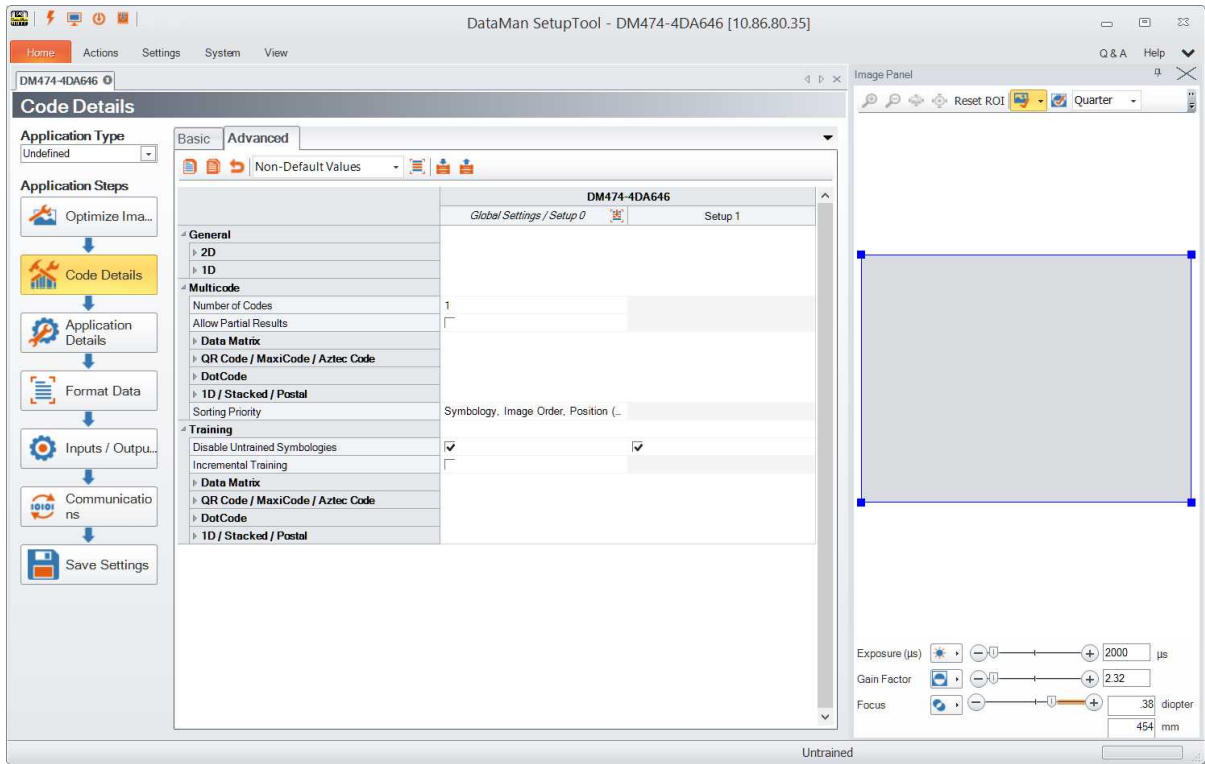 DataMan SetupTool - DM474-4DA646 [10.86.80.35]
Home Actions Settings System View Q & A Help
DM474-4DA646
Code Details
Application Type
Undefined
Application Steps
Optimize Ima...
Code Details
Application
Details
Format Data
Inputs / Outpu...
Communicatio
ns
Save Settings
Basic Advanced
Non-Default Values
DM474-4DA646
Global Settings / Setup 0 Setup 1
General
2D
1D
Multicode
Number of Codes 1
Allow Partial Results
Data Matrix
QR Code / MaxiCode / Aztec Code
DotCode
1D / Stacked / Postal
Sorting Priority Symbology, Image Order, Position (...
Training
Disable Untrained Symbologies
Incremental Training
Data Matrix
QR Code / MaxiCode / Aztec Code
DotCode
1D / Stacked / Postal
Image Panel
Reset ROI Quarter
Exposure (µs) 2000 µs
Gain Factor 2.32
Focus .38 diopter
454 mm
Untrained